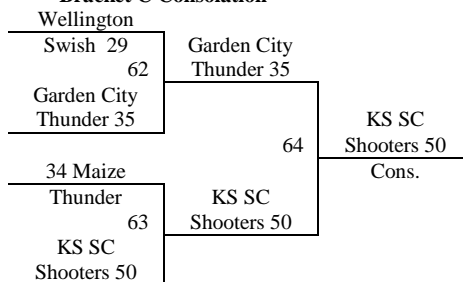 Bracket C Consolation
Wellington
Swish 29
62
Garden City
Thunder 35
Garden City
Thunder 35
64
KS SC
Shooters 50
Cons.
34 Maize
Thunder
63
KS SC
Shooters 50
KS SC
Shooters 50